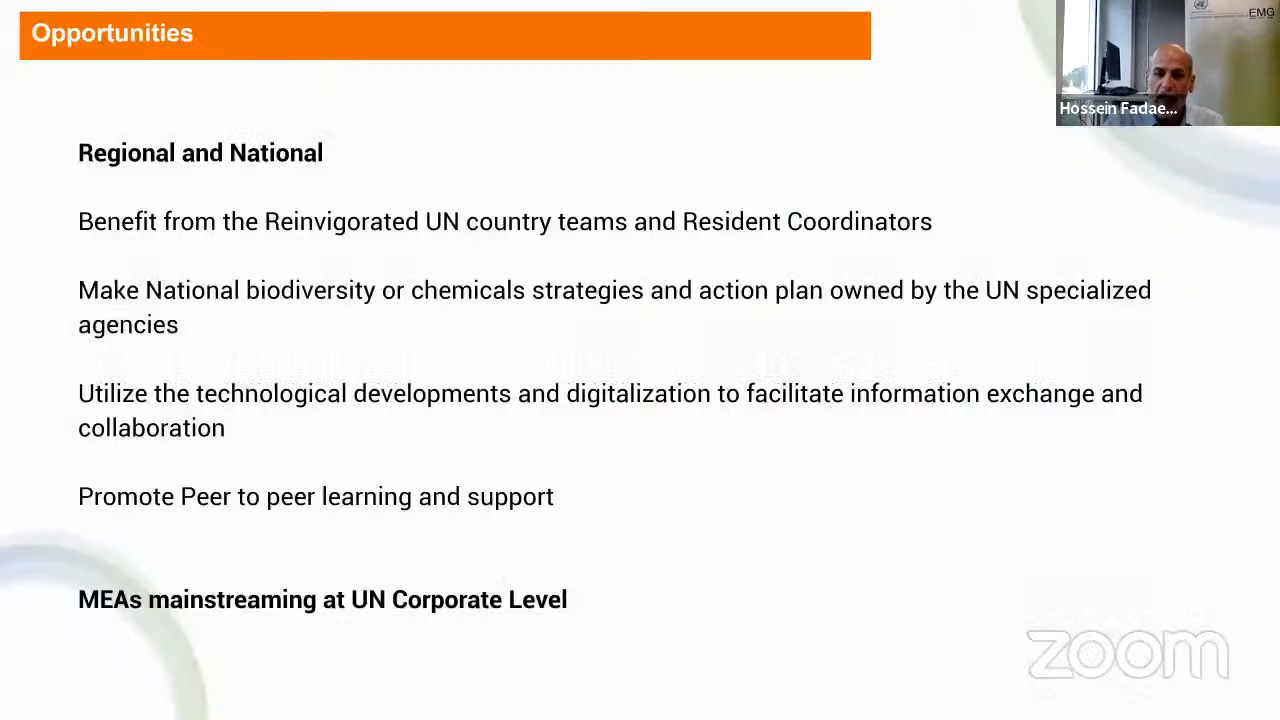 Opportunities
EMG
Hossein Fadae...
Regional and National
Benefit from the Reinvigorated UN country teams and Resident Coordinators
Make National biodiversity or chemicals strategies and action plan owned by the UN specialized
agencies
Utilize the technological developments and digitalization to facilitate information exchange and
collaboration
Promote Peer to peer learning and support
MEAs mainstreaming at UN Corporate Level
zoom